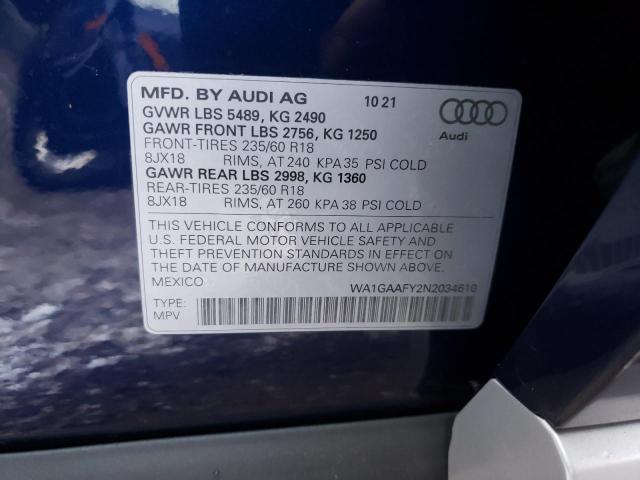 MFD. BY AUDI AG 10 21
GVWR LBS 5489, KG 2490
GAWR FRONT LBS 2756, KG 1250
FRONT-TIRES 235/60 R18
8JX18 RIMS, AT 240 KPA 35 PSI COLD
GAWR REAR LBS 2998, KG 1360
REAR-TIRES 235/60 R18
8JX18 RIMS, AT 260 KPA 38 PSI COLD
Audi
THIS VEHICLE CONFORMS TO ALL APPLICABLE
U.S. FEDERAL MOTOR VEHICLE SAFETY AND
THEFT PREVENTION STANDARDS IN EFFECT ON
THE DATE OF MANUFACTURE SHOWN ABOVE.
MEXICO
WA1GAAFY2N2034610
TYPE:
MPV